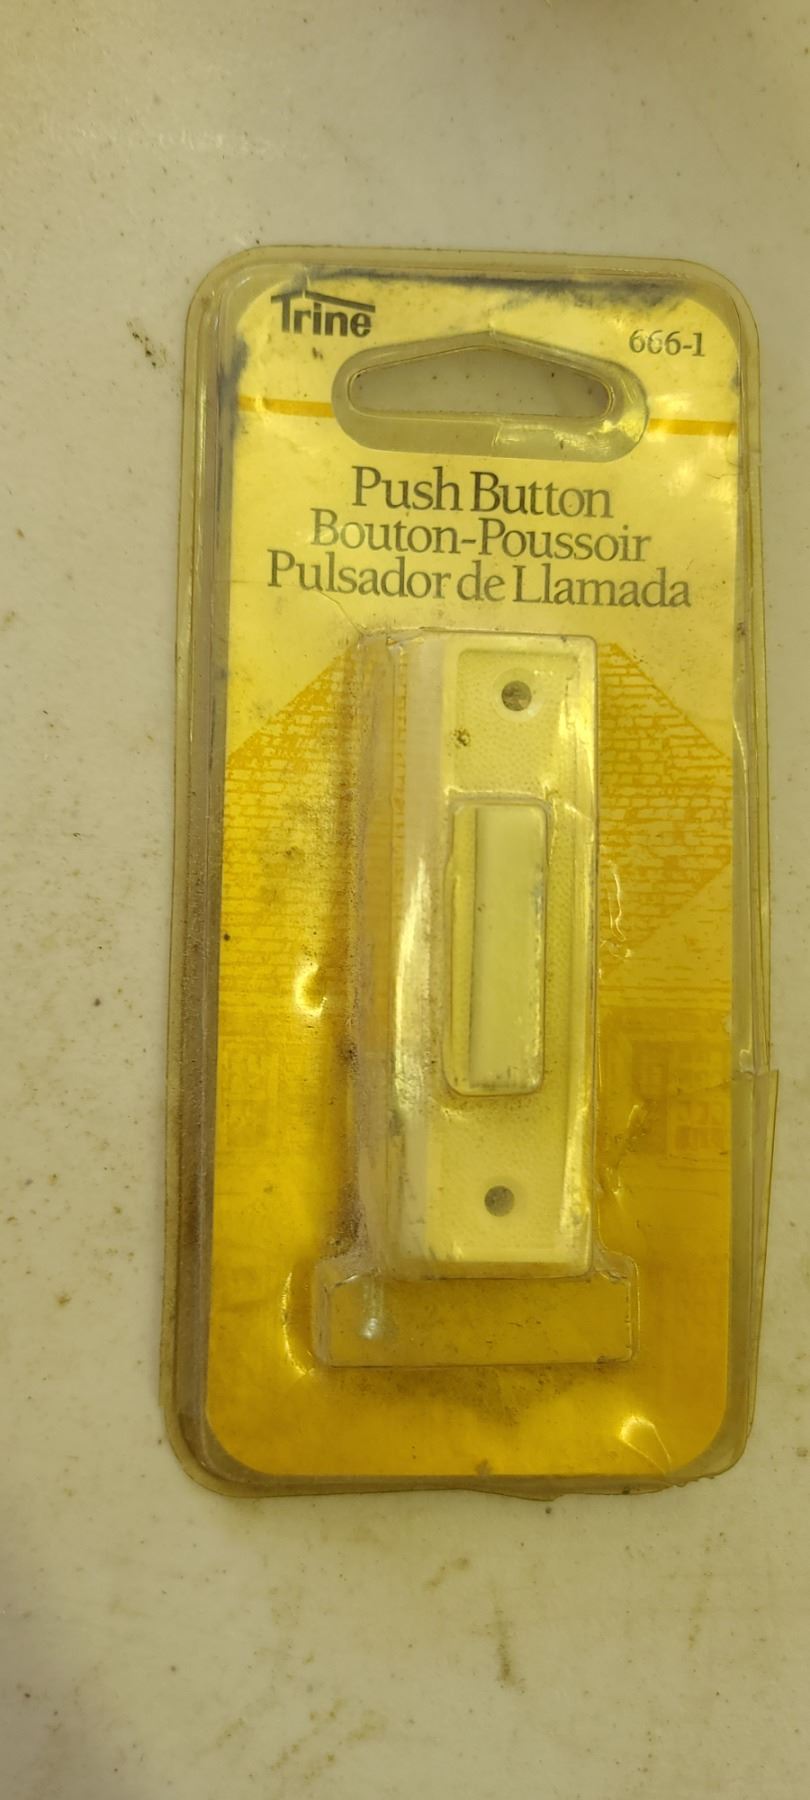 Trine
666-1
Push Button
Bouton-Poussoir
Pulsador de Llamada